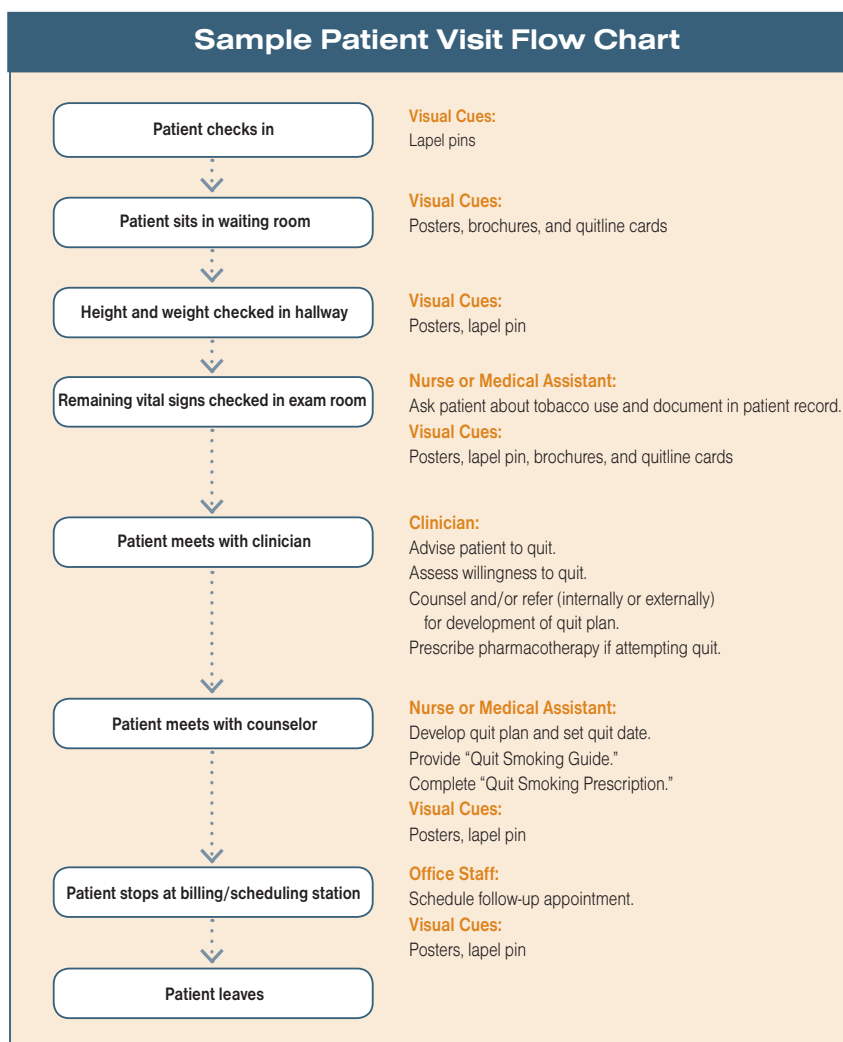 Sample Patient Visit Flow Chart
Patient checks in
Visual Cues:
Lapel pins
Patient sits in waiting room
Visual Cues:
Posters, brochures, and quitline cards
Height and weight checked in hallway
Visual Cues:
Posters, lapel pin
Remaining vital signs checked in exam room
Nurse or Medical Assistant:
Ask patient about tobacco use and document in patient record.
Visual Cues:
Posters, lapel pin, brochures, and quitline cards
Patient meets with clinician
Clinician:
Advise patient to quit.
Assess willingness to quit.
Counsel and/or refer (internally or externally)
for development of quit plan.
Prescribe pharmacotherapy if attempting quit.
Patient meets with counselor
Nurse or Medical Assistant:
Develop quit plan and set quit date.
Provide “Quit Smoking Guide.”
Complete “Quit Smoking Prescription.”
Visual Cues:
Posters, lapel pin
Patient stops at billing/scheduling station
Office Staff:
Schedule follow-up appointment.
Visual Cues:
Posters, lapel pin
Patient leaves